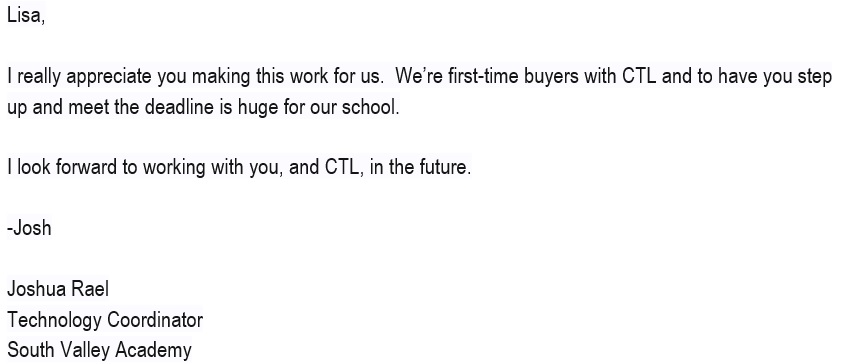 Lisa,
I really appreciate you making this work for us.  We’re first-time buyers with CTL and to have you step
up and meet the deadline is huge for our school.
I look forward to working with you, and CTL, in the future.
-Josh
Joshua Rael
Technology Coordinator
South Valley Academy